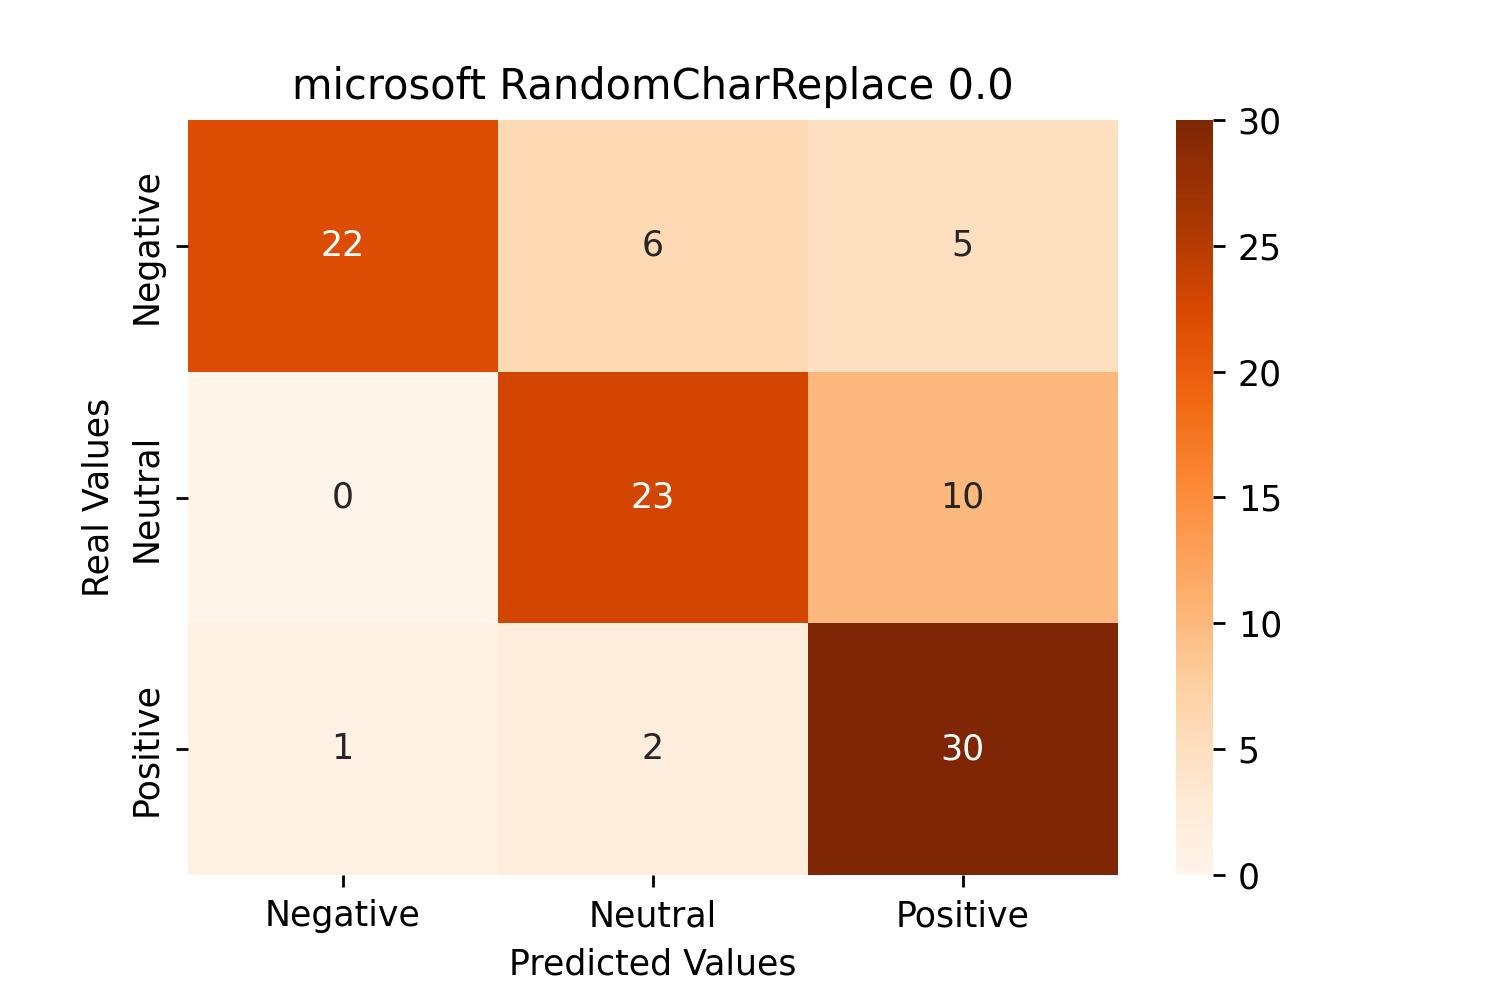 microsoft RandomCharReplace 0.0
Real Values
Negative
22 6 5
Neutral
0 23 10
Positive
1 2 30
Negative Neutral Positive
Predicted Values
30
25
20
15
10
5
0